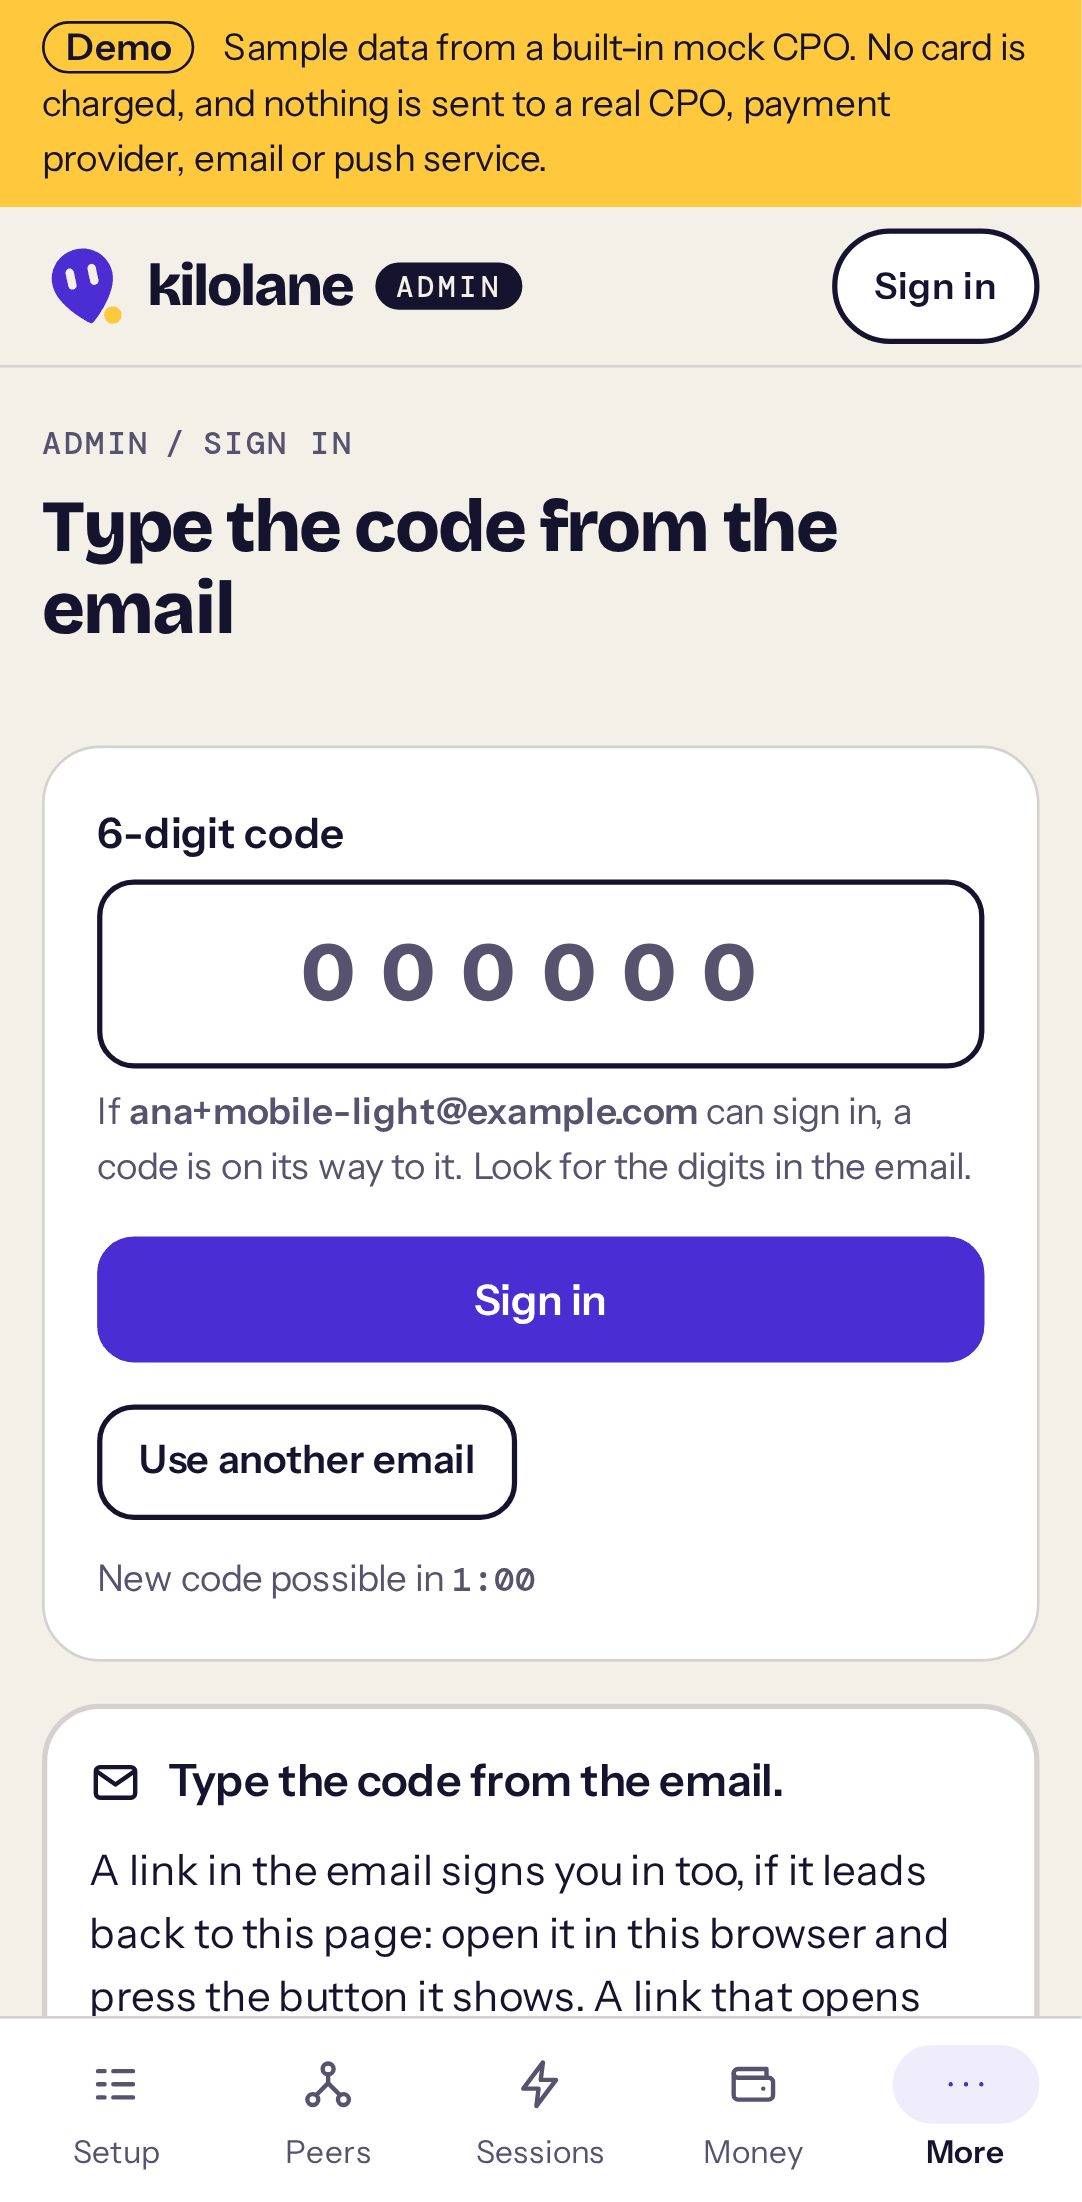 Demo Sample data from a built-in mock CPO. No card is
charged, and nothing is sent to a real CPO, payment
provider, email or push service.
kilolane ADMIN Sign in
ADMIN / SIGN IN
Type the code from the
email
6-digit code
000000
If ana+mobile-light@example.com can sign in, a
code is on its way to it. Look for the digits in the email.
Sign in
Use another email
New code possible in 1:00
Type the code from the email.
A link in the email signs you in too, if it leads
back to this page: open it in this browser and
press the button it shows. A link that opens
Setup Peers Sessions Money More